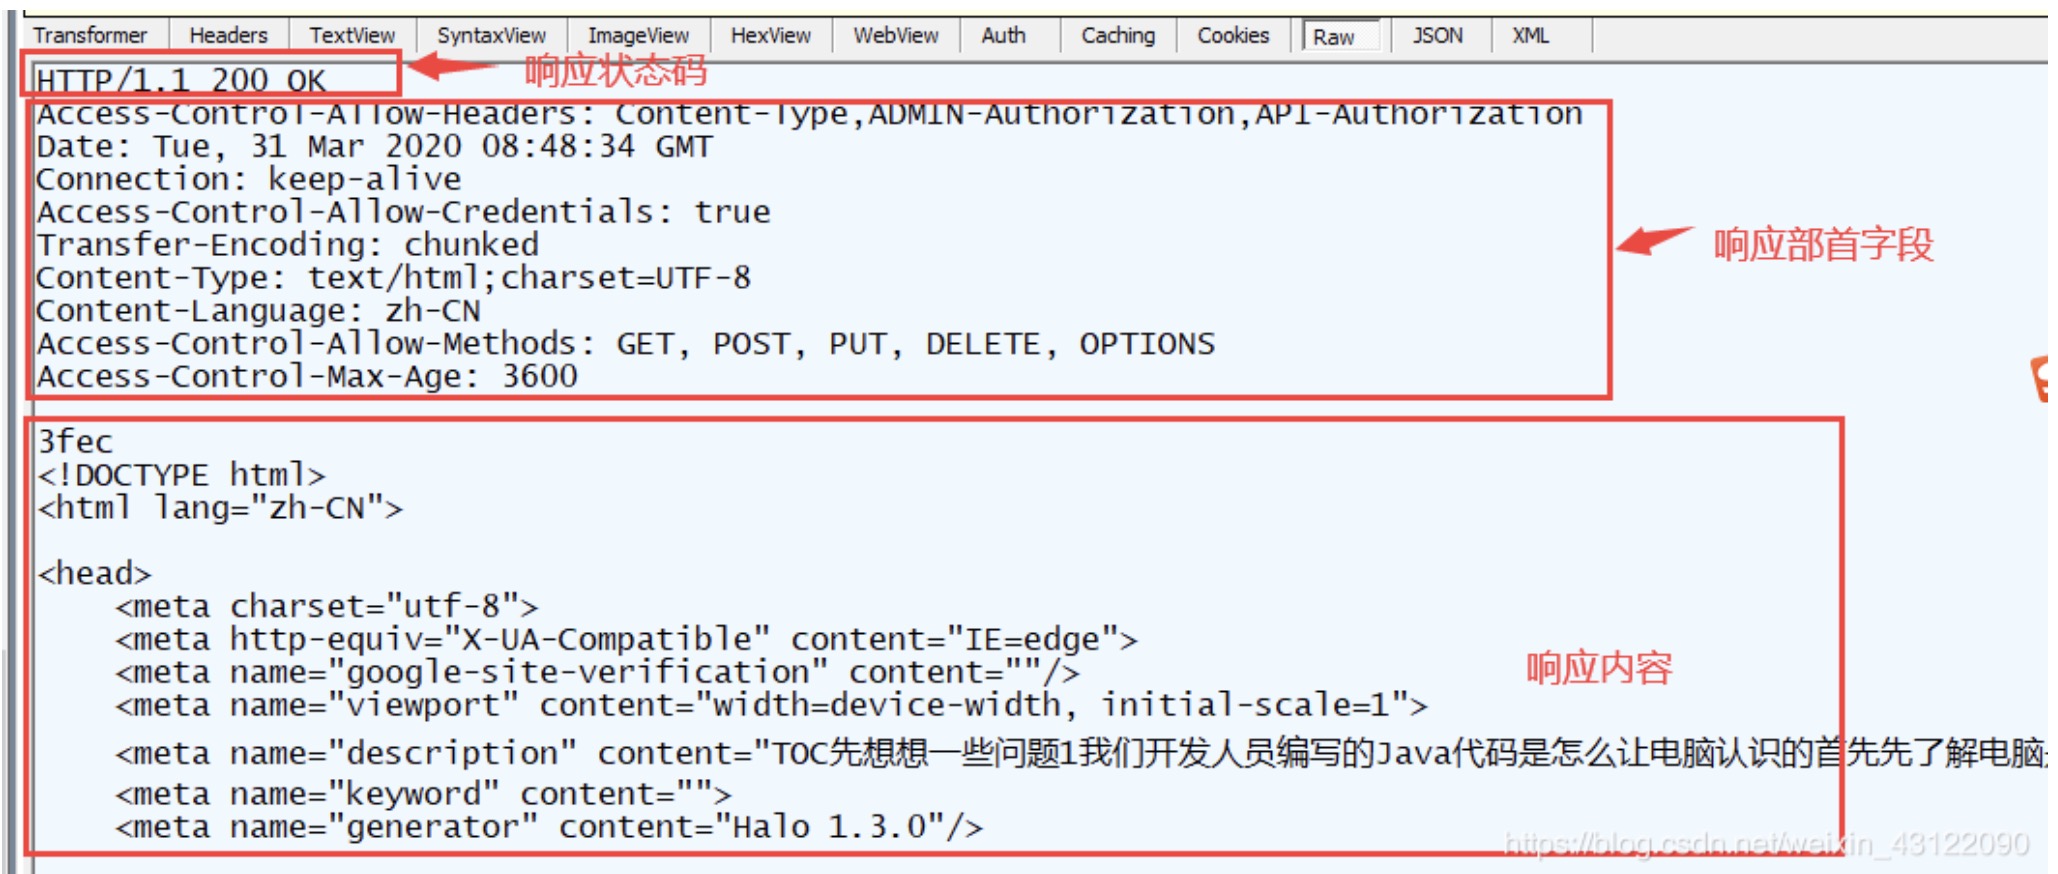 Transformer Headers TextView SyntaxView ImageView HexView WebView Auth Caching Cookies Raw JSON XML
HTTP/1.1 200 OK
响应状态码
Access-Control-Allow-Headers: Content-Type,ADMIN-Authorization,API-Authorization
Date: Tue, 31 Mar 2020 08:48:34 GMT
Connection: keep-alive
Access-Control-Allow-Credentials: true
Transfer-Encoding: chunked
响应部首字段
Content-Type: text/html;charset=UTF-8
Content-Language: zh-CN
Access-Control-Allow-Methods: GET, POST, PUT, DELETE, OPTIONS
Access-Control-Max-Age: 3600
3fec
<!DOCTYPE html>
<html lang="zh-CN">
<head>
<meta charset="utf-8">
<meta http-equiv="X-UA-Compatible" content="IE=edge">
<meta name="google-site-verification" content=""/>
响应内容
<meta name="viewport" content="width=device-width, initial-scale=1">
<meta name="description" content="TOC先想想一些问题1我们开发人员编写的Java代码是怎么让电脑认识的首先先了解电脑
<meta name="keyword" content="">
<meta name="generator" content="Halo 1.3.0"/>
https://blog.csdn.net/weixin_43122090